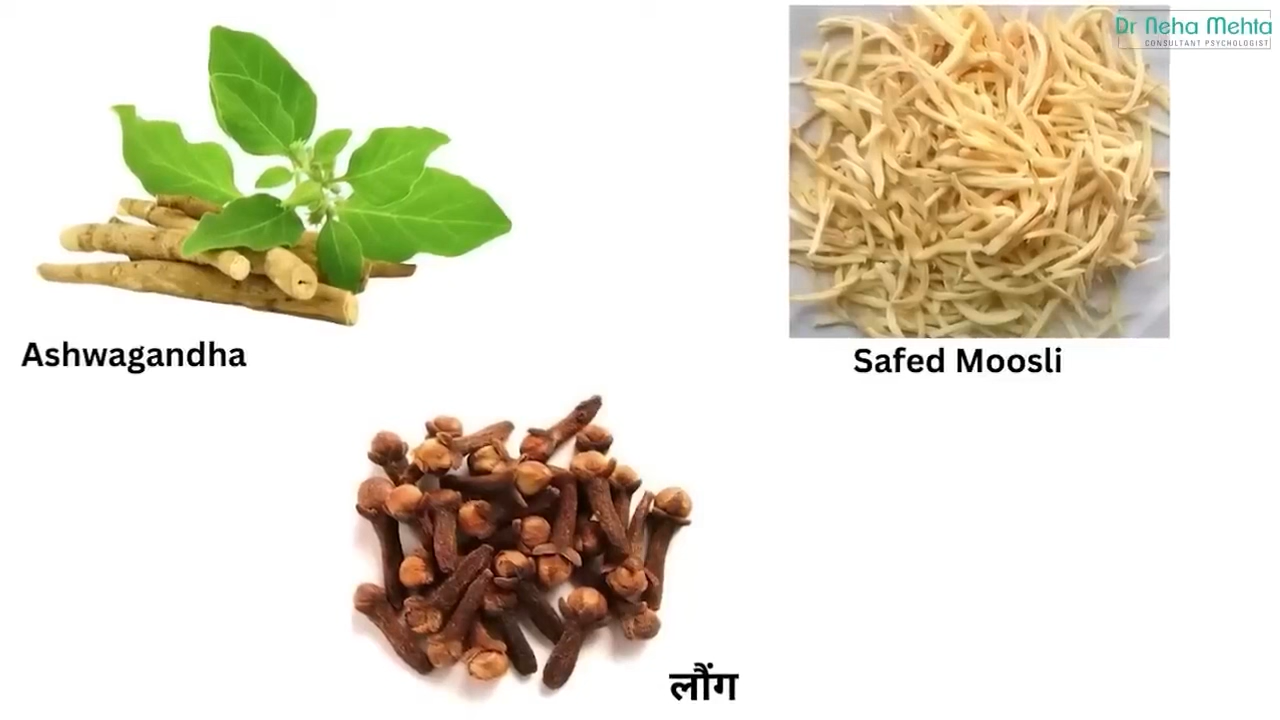 Dr Neha Mehta
CONSULTANT PSYCHOLOGIST
Ashwagandha
Safed Moosli
लौंग